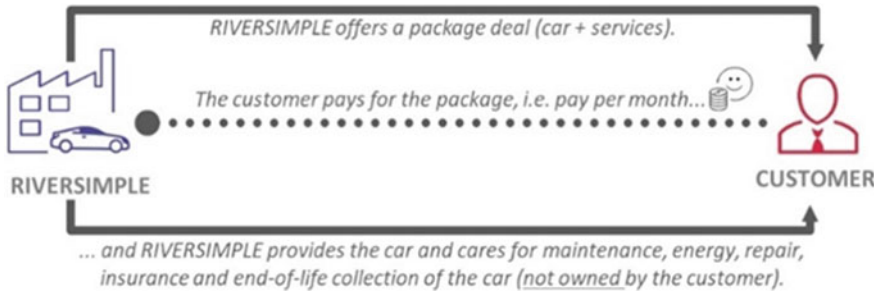 RIVERSIMPLE offers a package deal (car + services).
The customer pays for the package, i.e. pay per month...
RIVERSIMPLE
CUSTOMER
... and RIVERSIMPLE provides the car and cares for maintenance, energy, repair,
insurance and end-of-life collection of the car (not owned by the customer).